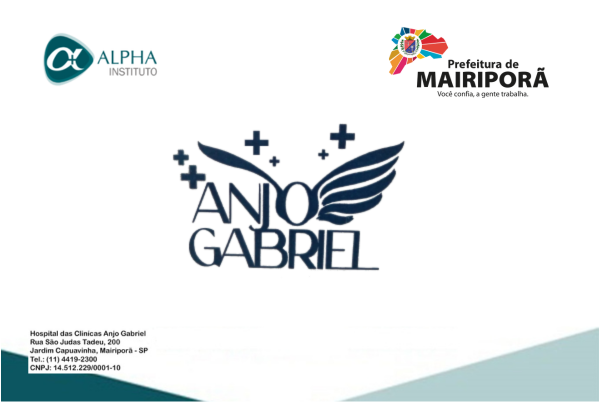 ALPHA
INSTITUTO
Prefeitura de
MAIRIPORÃ
Você confia, a gente trabalha.
ANJO
GABRIEL
Hospital das Clínicas Anjo Gabriel
Rua São Judas Tadeu, 200
Jardim Capuavinha, Mairiporã - SP
Tel.: (11) 4419-2300
CNPJ: 14.512.229/0001-10